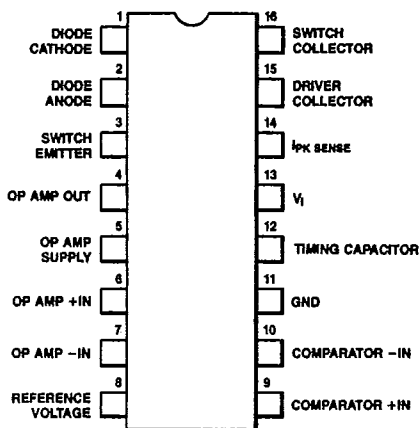 1
DIODE
CATHODE
2
DIODE
ANODE
3
SWITCH
EMITTER
4
OP AMP OUT
5
OP AMP
SUPPLY
6
OP AMP +IN
7
OP AMP –IN
8
REFERENCE
VOLTAGE
16
SWITCH
COLLECTOR
15
DRIVER
COLLECTOR
14
IPK SENSE
13
VI
12
TIMING CAPACITOR
11
GND
10
COMPARATOR –IN
9
COMPARATOR +IN